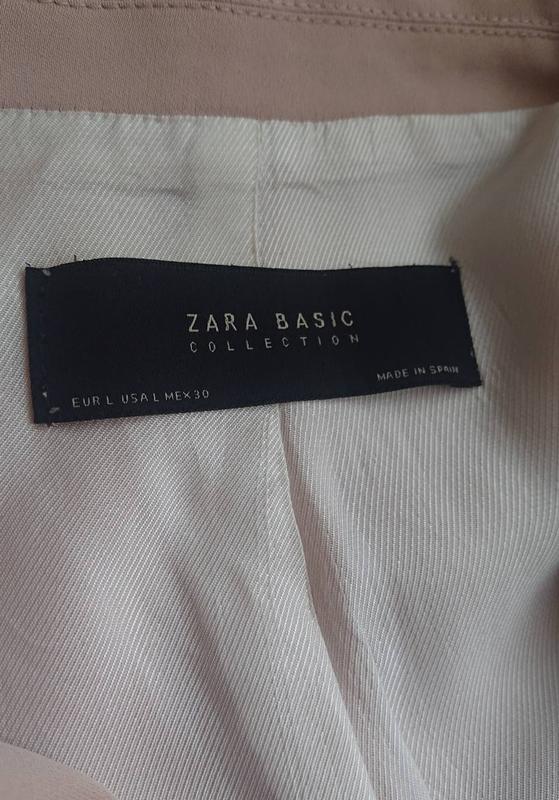 ZARA BASIC
COLLECTION
MADE IN SPAIN
EUR L USA L MEX 30